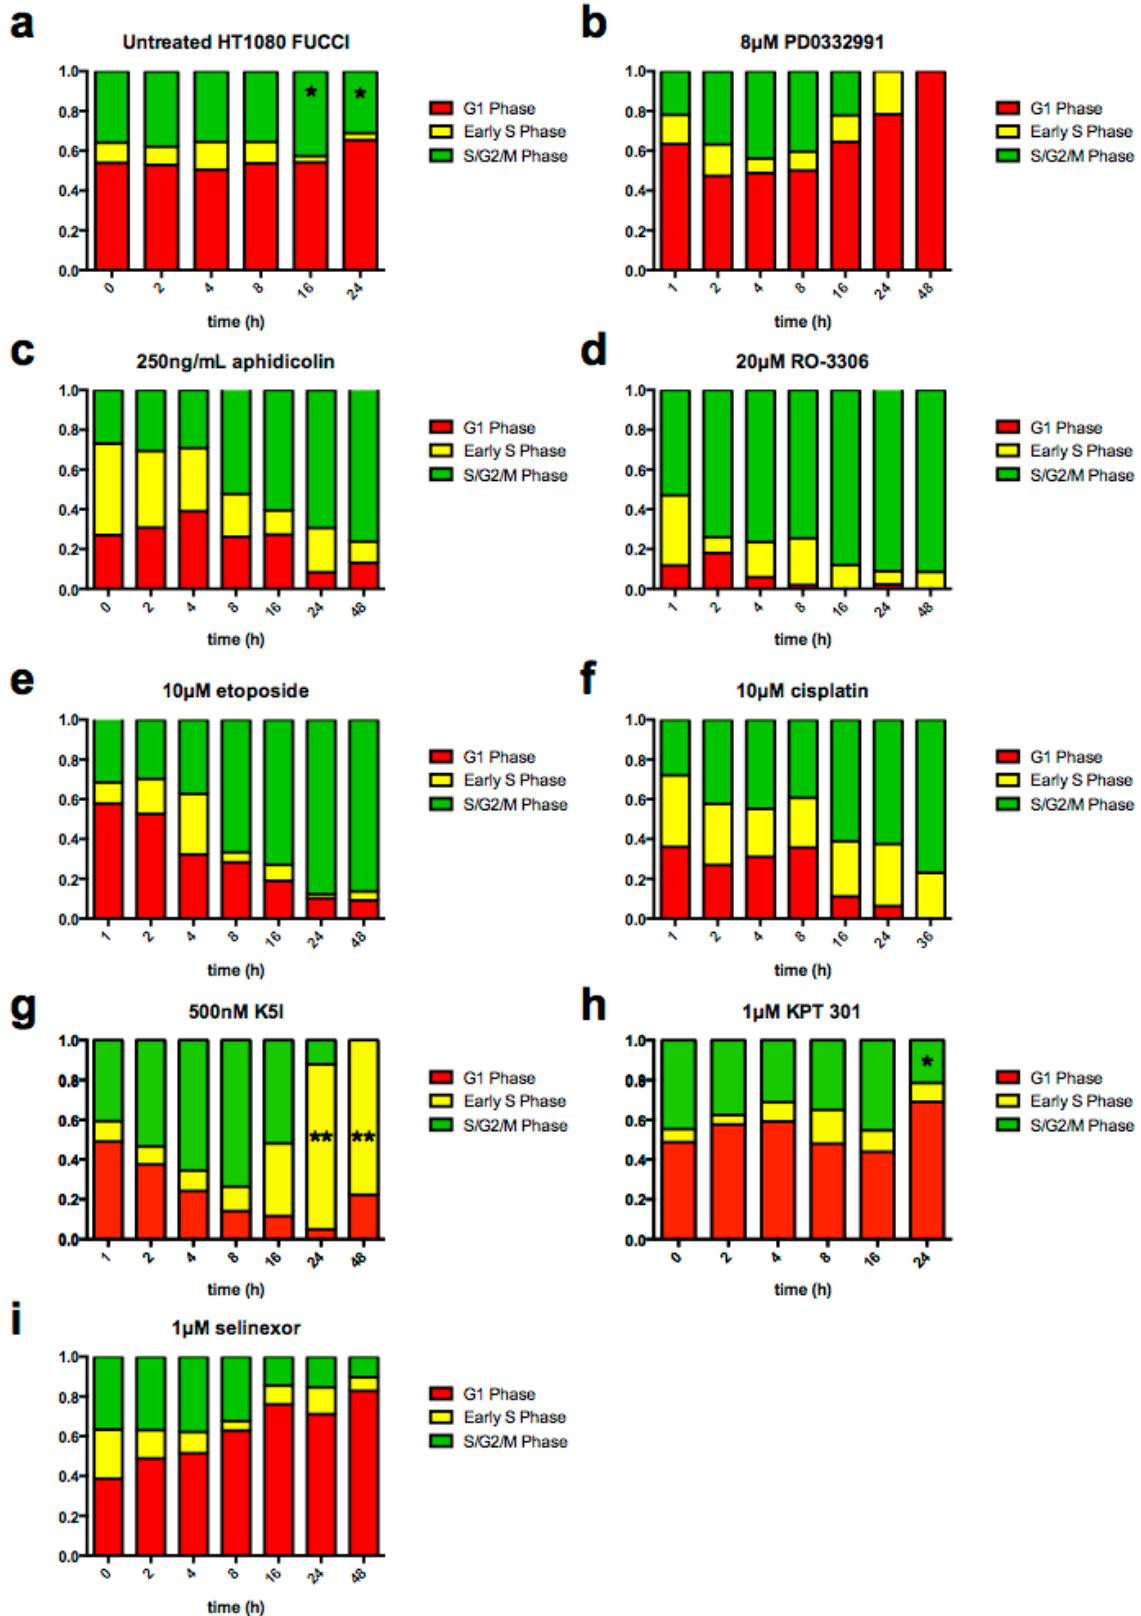 a
Untreated HT1080 FUCCI
1.0
0.8
0.6
0.4
0.2
0.0
* *
0 2 4 8 16 24
time (h)
G1 Phase
Early S Phase
S/G2/M Phase
b
8µM PD0332991
1.0
0.8
0.6
0.4
0.2
0.0
1 2 4 8 16 24 48
time (h)
G1 Phase
Early S Phase
S/G2/M Phase
c
250ng/mL aphidicolin
1.0
0.8
0.6
0.4
0.2
0.0
0 2 4 8 16 24 48
time (h)
G1 Phase
Early S Phase
S/G2/M Phase
d
20µM RO-3306
1.0
0.8
0.6
0.4
0.2
0.0
1 2 4 8 16 24 48
time (h)
G1 Phase
Early S Phase
S/G2/M Phase
e
10µM etoposide
1.0
0.8
0.6
0.4
0.2
0.0
1 2 4 8 16 24 48
time (h)
G1 Phase
Early S Phase
S/G2/M Phase
f
10µM cisplatin
1.0
0.8
0.6
0.4
0.2
0.0
1 2 4 8 16 24 36
time (h)
G1 Phase
Early S Phase
S/G2/M Phase
g
500nM K5I
1.0
0.8
0.6
0.4
0.2
0.0
** **
1 2 4 8 16 24 48
time (h)
G1 Phase
Early S Phase
S/G2/M Phase
h
1µM KPT 301
1.0
0.8
0.6
0.4
0.2
0.0
*
0 2 4 8 16 24
time (h)
G1 Phase
Early S Phase
S/G2/M Phase
i
1µM selinexor
1.0
0.8
0.6
0.4
0.2
0.0
0 2 4 8 16 24 48
time (h)
G1 Phase
Early S Phase
S/G2/M Phase